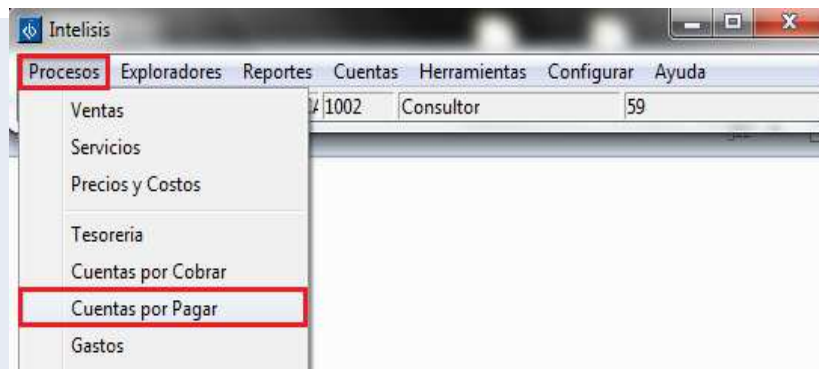 Intelisis
Procesos Exploradores Reportes Cuentas Herramientas Configurar Ayuda
1002 Consultor 59
Ventas
Servicios
Precios y Costos
Tesoreria
Cuentas por Cobrar
Cuentas por Pagar
Gastos